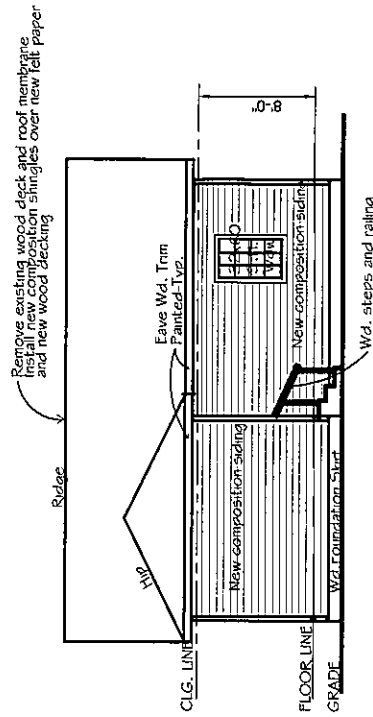 Remove existing wood deck and roof membrane
Install new composition shingles over new felt paper
and new wood decking
Ridge
Eave Wd. Trim
Painted-Typ.
Hip
CLG. LINE
8'-0"
New composition siding
New composition siding
Wd. Foundation Skirt
Wd. steps and railing
FLOOR LINE
GRADE